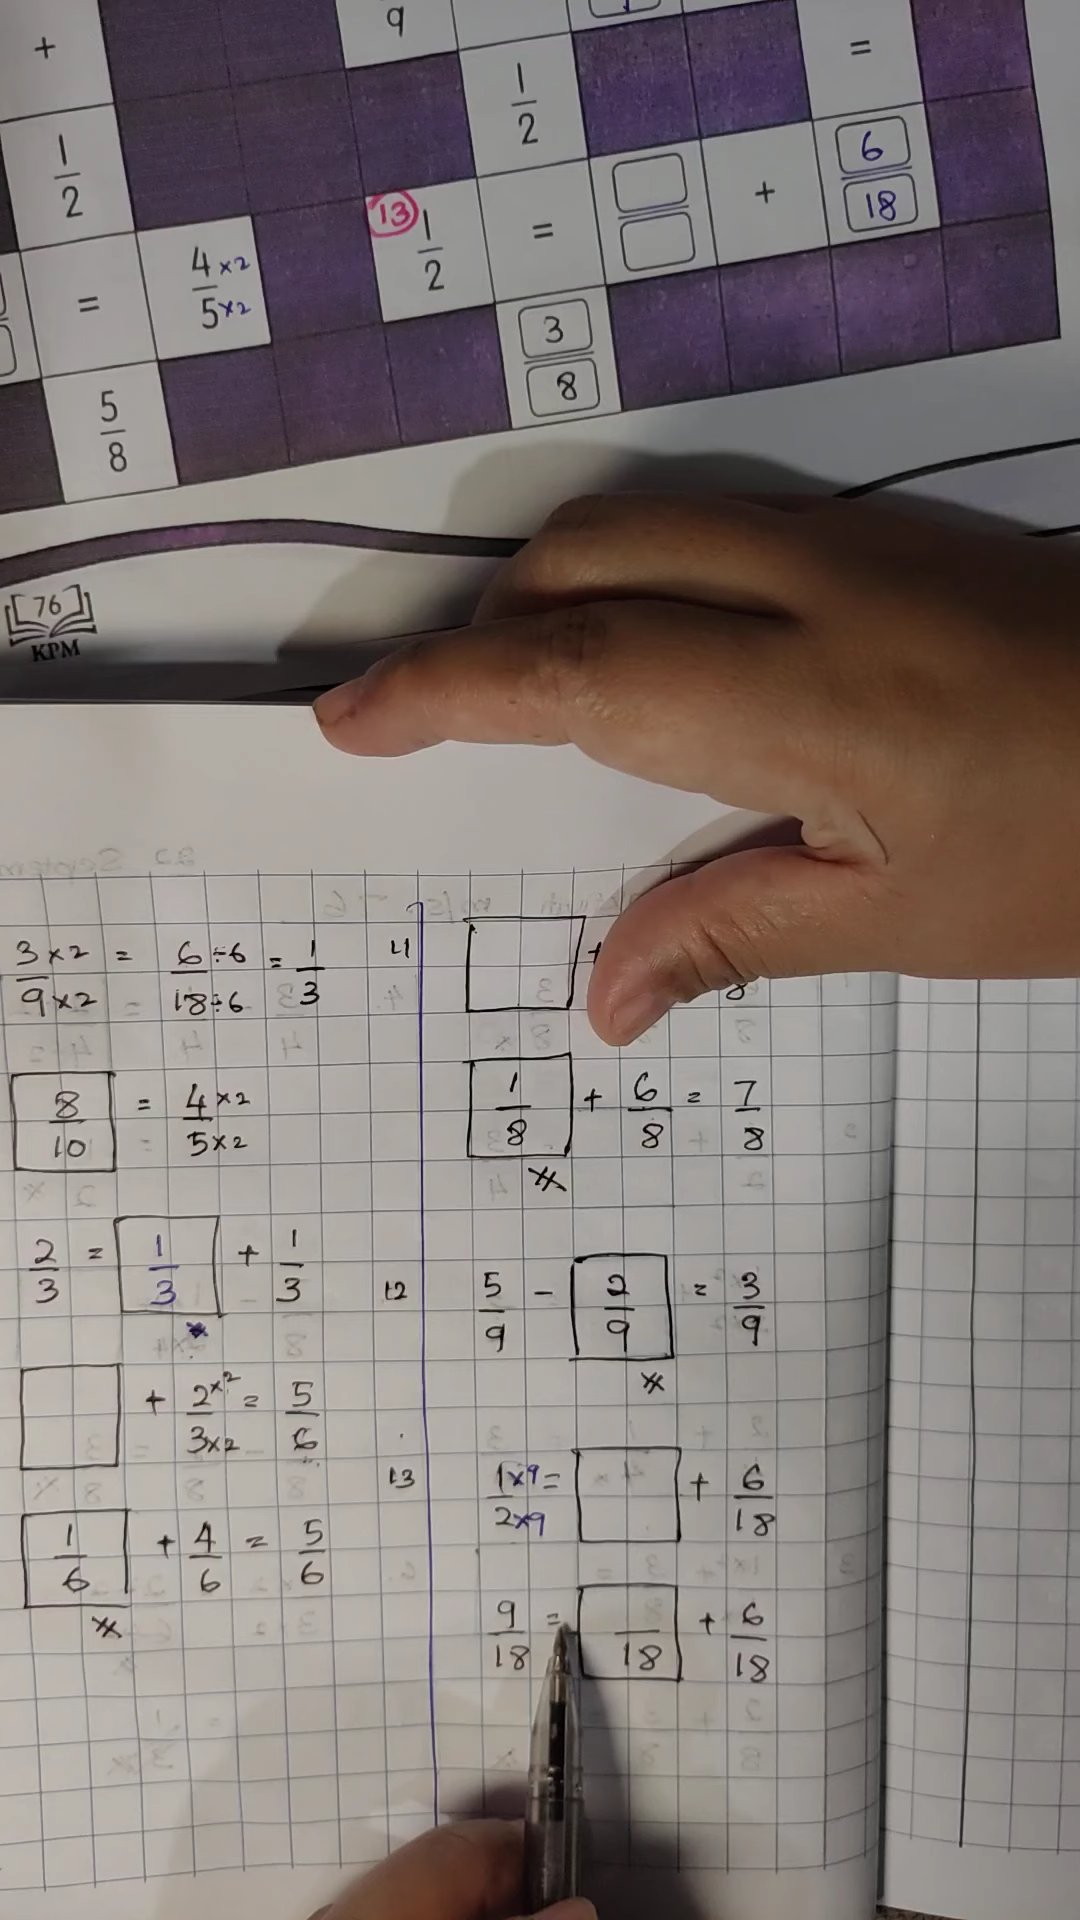 +
9
=
1/2
1/2
6/18
13
1/2 = + 
= 4×2/5×2
3/8
5/8
76
KPM
3×2/9×2 = 6÷6/18÷6 = 1/3
8/10 = 4×2/5×2
2/3 = 1/3 + 1/3
*
+ 2×2/3×2 = 5/6
1/6 + 4/6 = 5/6
**
11
+
8
1/8 + 6/8 = 7/8
**
12 5/9 - 2/9 = 3/9
**
13 1×9/2×9 = + 6/18
9/18 = /18 + 6/18